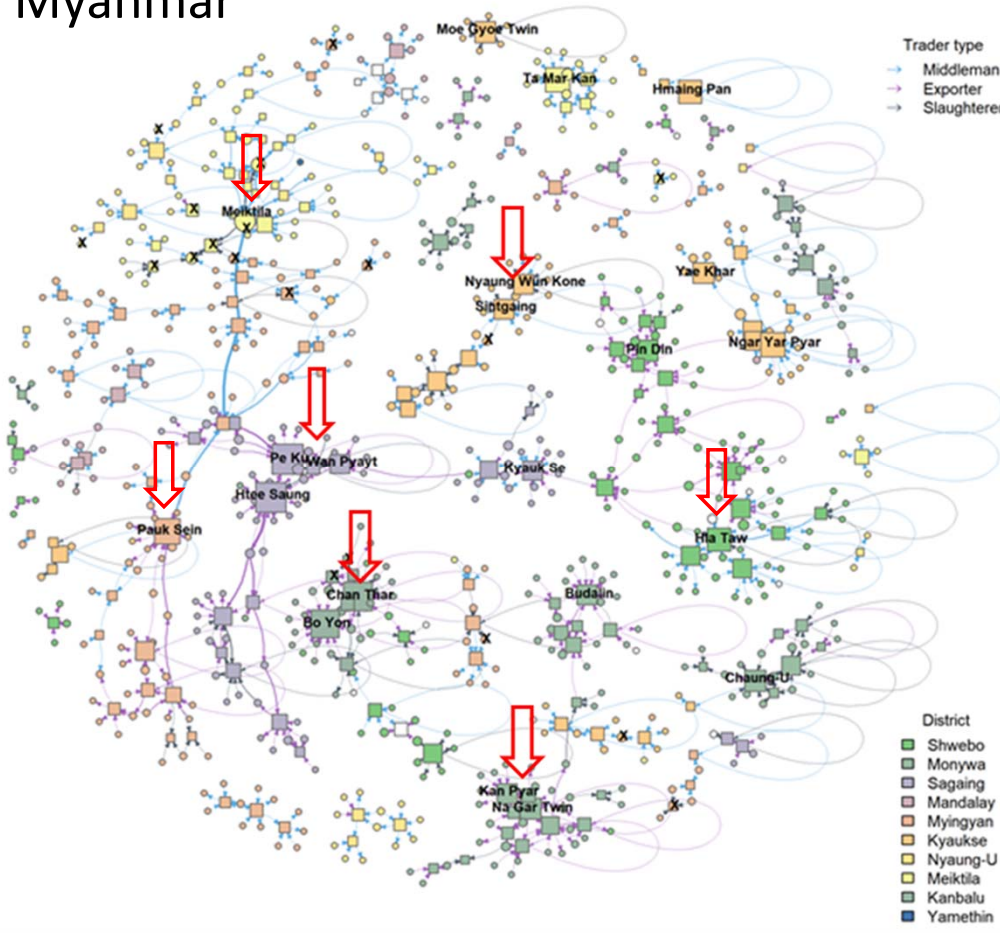 Myanmar
Moe Gyoe Twin
Trader type
Middleman
Exporter
Slaughtere
Ta Mar Kan
Hmaing Pan
X
X
X
X
X
Meiktila
X
X
X
X
X
X
X
X
X
Nyaung Wun Kone
Sintgaing
X
Yae Khar
Ngar Yar Pyar
Pin Din
Pe Ku
Wan Pyayt
Kyauk Se
Htee Saung
Pauk Sein
Hla Taw
X
X
Chan Thar
Budalin
Bo Yon
X
Chaung-U
X
Kan Pyar
Na Gar Twin
X
District
Shwebo
Monywa
Sagaing
Mandalay
Myingyan
Kyaukse
Nyaung-U
Meiktila
Kanbalu
Yamethin